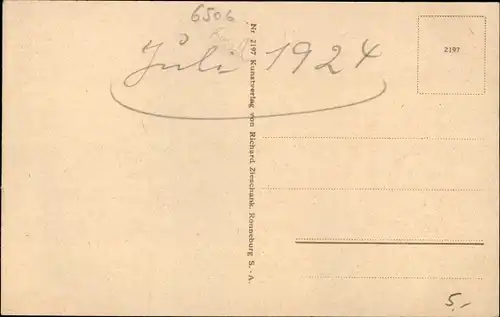 6506
Juli 1924
2197
Nr 2197 Kunstverlag von Richard Zieschank, Ronneburg S.-A.
5,-